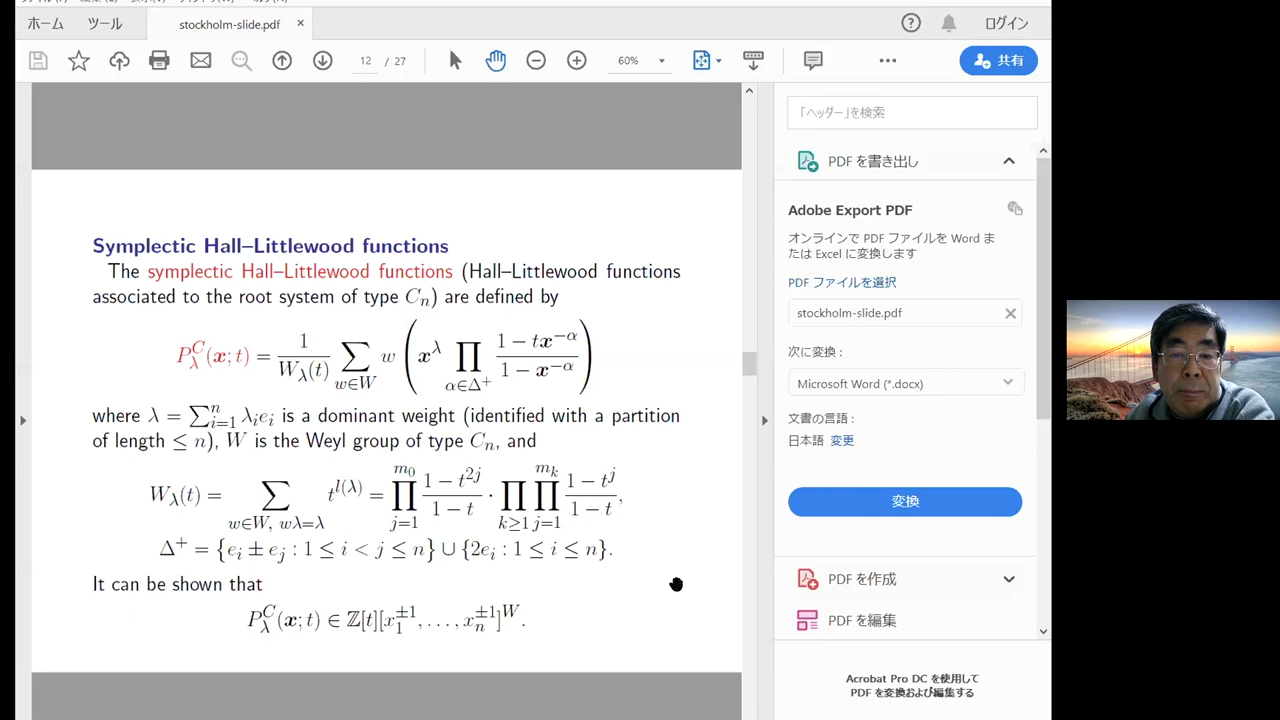 ホーム ツール stockholm-slide.pdf × ? ログイン
12 / 27 60% 共有
「ヘッダー」を検索
PDF を書き出し
Adobe Export PDF
オンラインで PDF ファイルを Word ま
たは Excel に変換します
PDF ファイルを選択
stockholm-slide.pdf
次に変換 :
Microsoft Word (*.docx)
文書の言語 :
日本語 変更
変換
PDF を作成
PDF を編集
Acrobat Pro DC を使用して
PDF を変換および編集する
Symplectic Hall–Littlewood functions
The symplectic Hall–Littlewood functions (Hall–Littlewood functions
associated to the root system of type C_n) are defined by
P_λ^C(x; t) = 1/W_λ(t) ∑_{w∈W} w ( x^λ ∏_{α∈Δ^+} (1 − tx^{−α})/(1 − x^{−α}) )
where λ = ∑_{i=1}^n λ_i e_i is a dominant weight (identified with a partition
of length ≤ n), W is the Weyl group of type C_n, and
W_λ(t) = ∑_{w∈W, wλ=λ} t^{l(λ)} = ∏_{j=1}^{m_0} (1 − t^{2j})/(1 − t) · ∏_{k≥1} ∏_{j=1}^{m_k} (1 − t^j)/(1 − t),
Δ^+ = {e_i ± e_j : 1 ≤ i < j ≤ n} ∪ {2e_i : 1 ≤ i ≤ n}.
It can be shown that
P_λ^C(x; t) ∈ ℤ[t][x_1^{±1}, . . . , x_n^{±1}]^W.